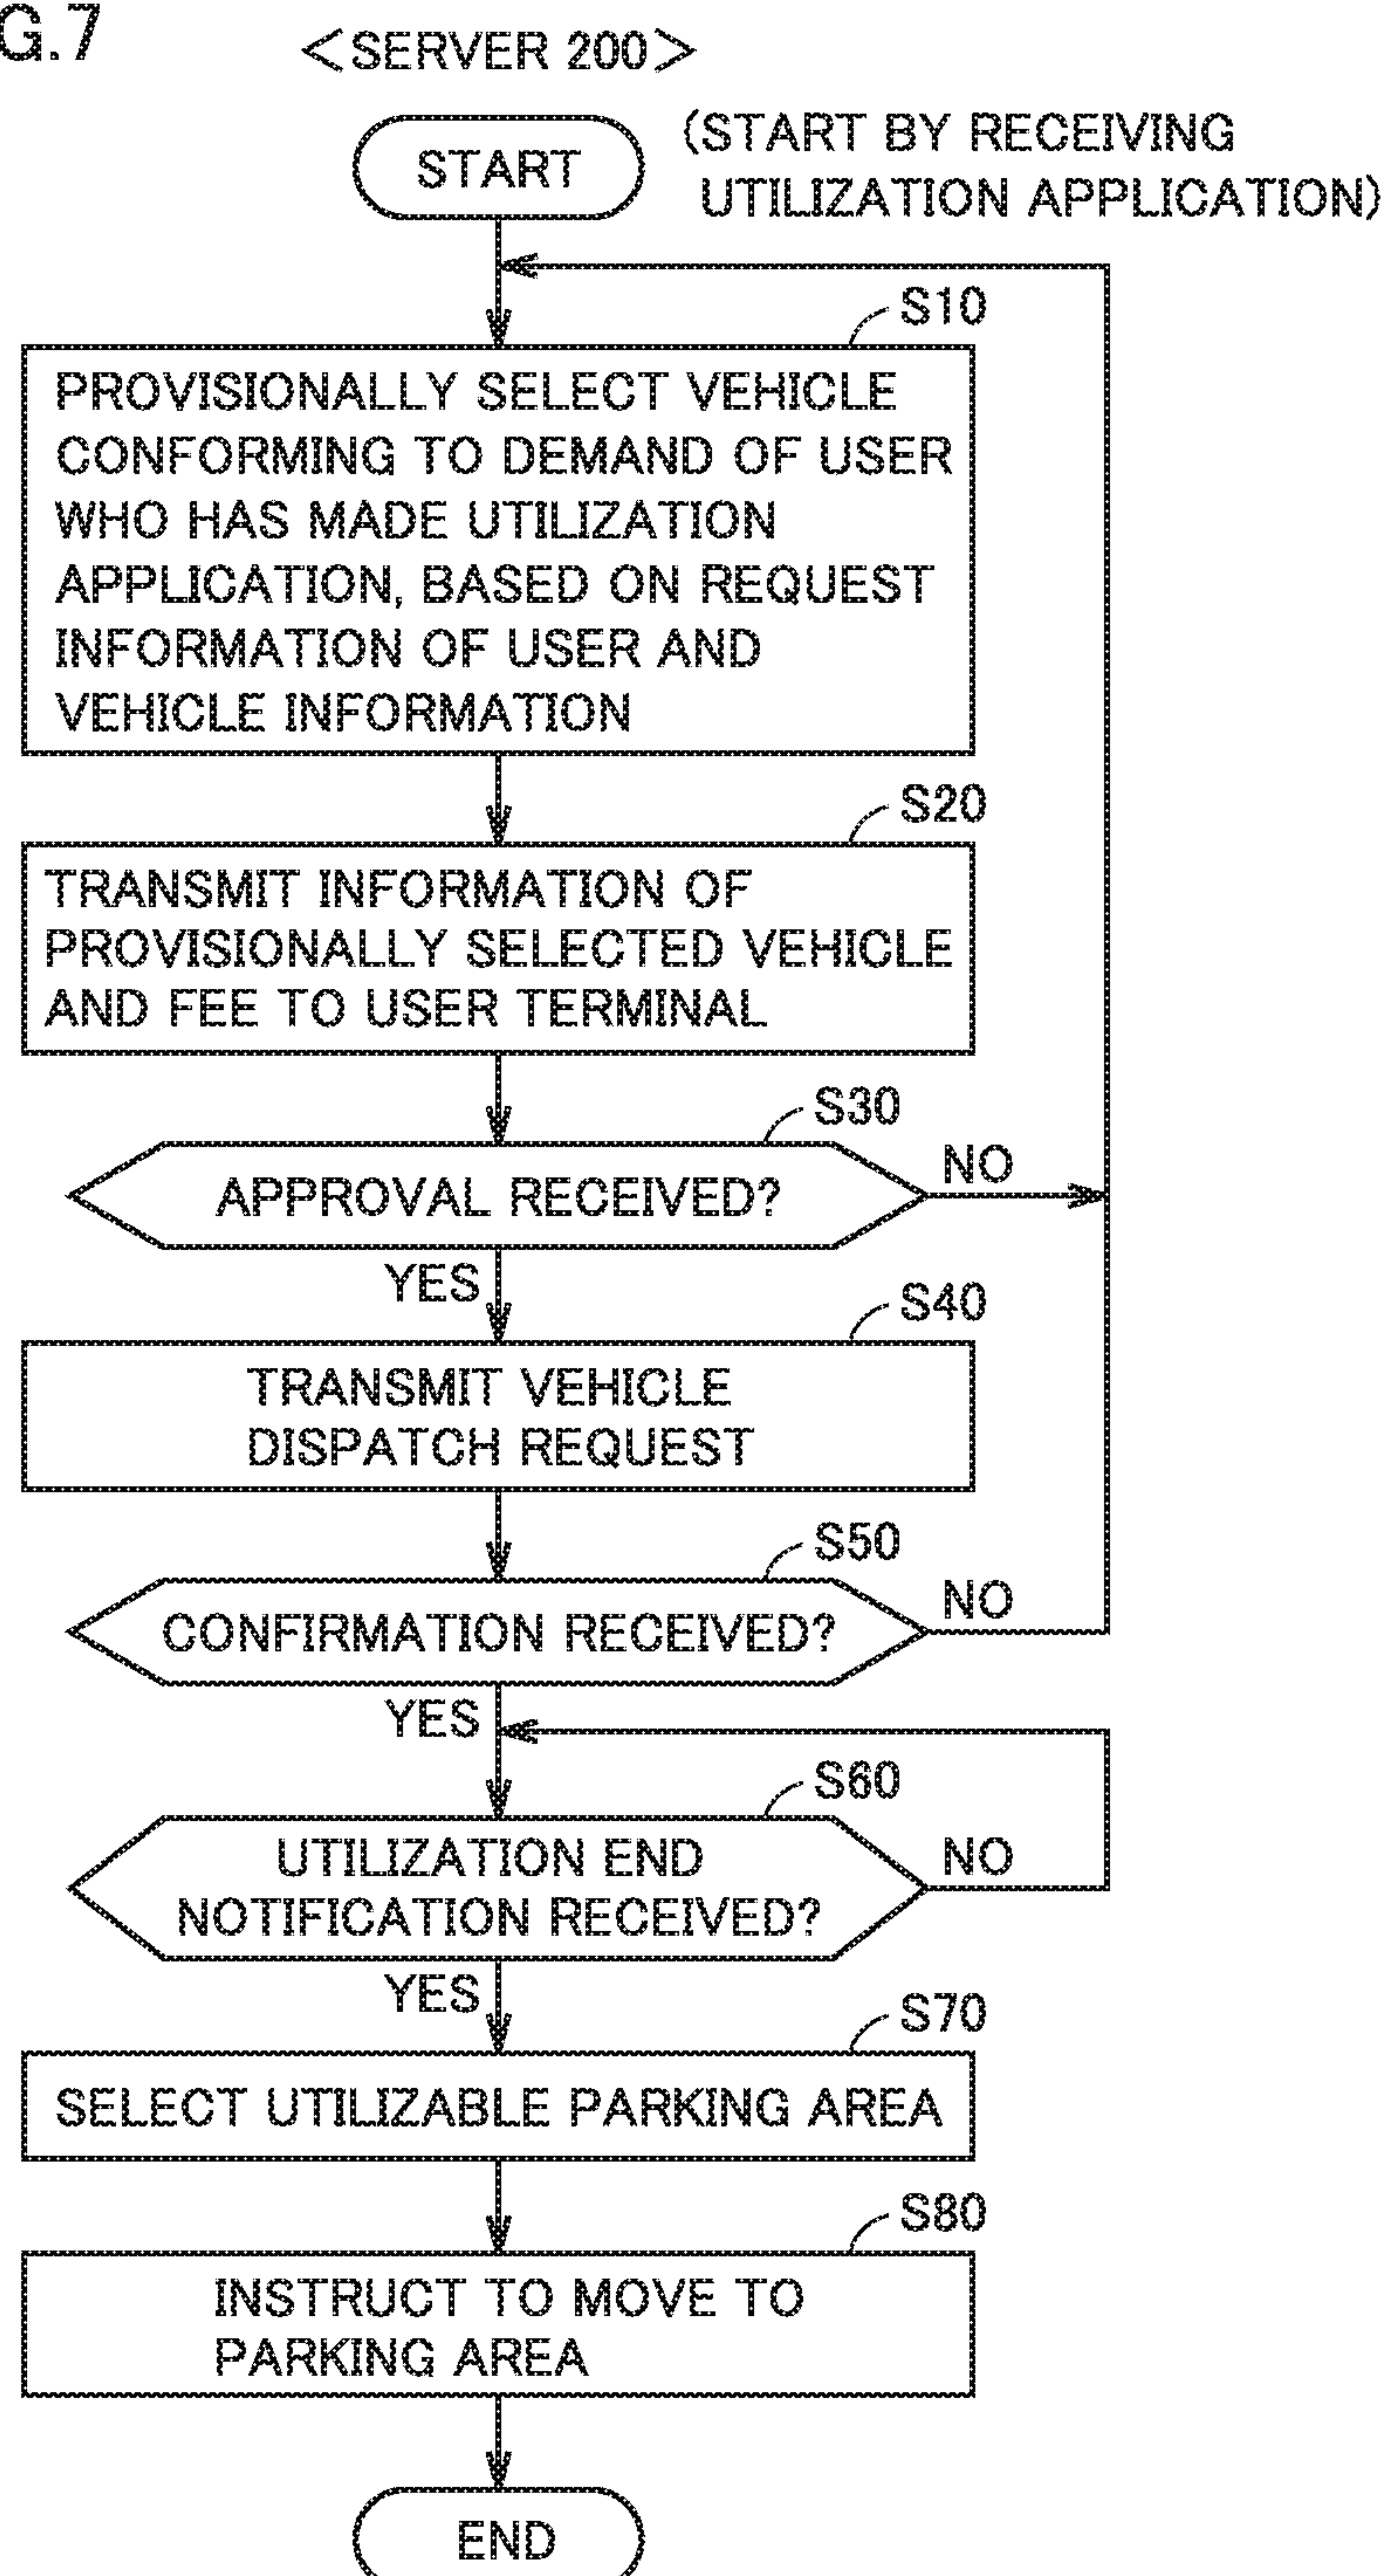 G.7
<SERVER 200>
START
(START BY RECEIVING
UTILIZATION APPLICATION)
S10
PROVISIONALLY SELECT VEHICLE
CONFORMING TO DEMAND OF USER
WHO HAS MADE UTILIZATION
APPLICATION, BASED ON REQUEST
INFORMATION OF USER AND
VEHICLE INFORMATION
S20
TRANSMIT INFORMATION OF
PROVISIONALLY SELECTED VEHICLE
AND FEE TO USER TERMINAL
S30
APPROVAL RECEIVED?
NO
YES
S40
TRANSMIT VEHICLE
DISPATCH REQUEST
S50
CONFIRMATION RECEIVED?
NO
YES
S60
UTILIZATION END
NOTIFICATION RECEIVED?
NO
YES
S70
SELECT UTILIZABLE PARKING AREA
S80
INSTRUCT TO MOVE TO
PARKING AREA
END